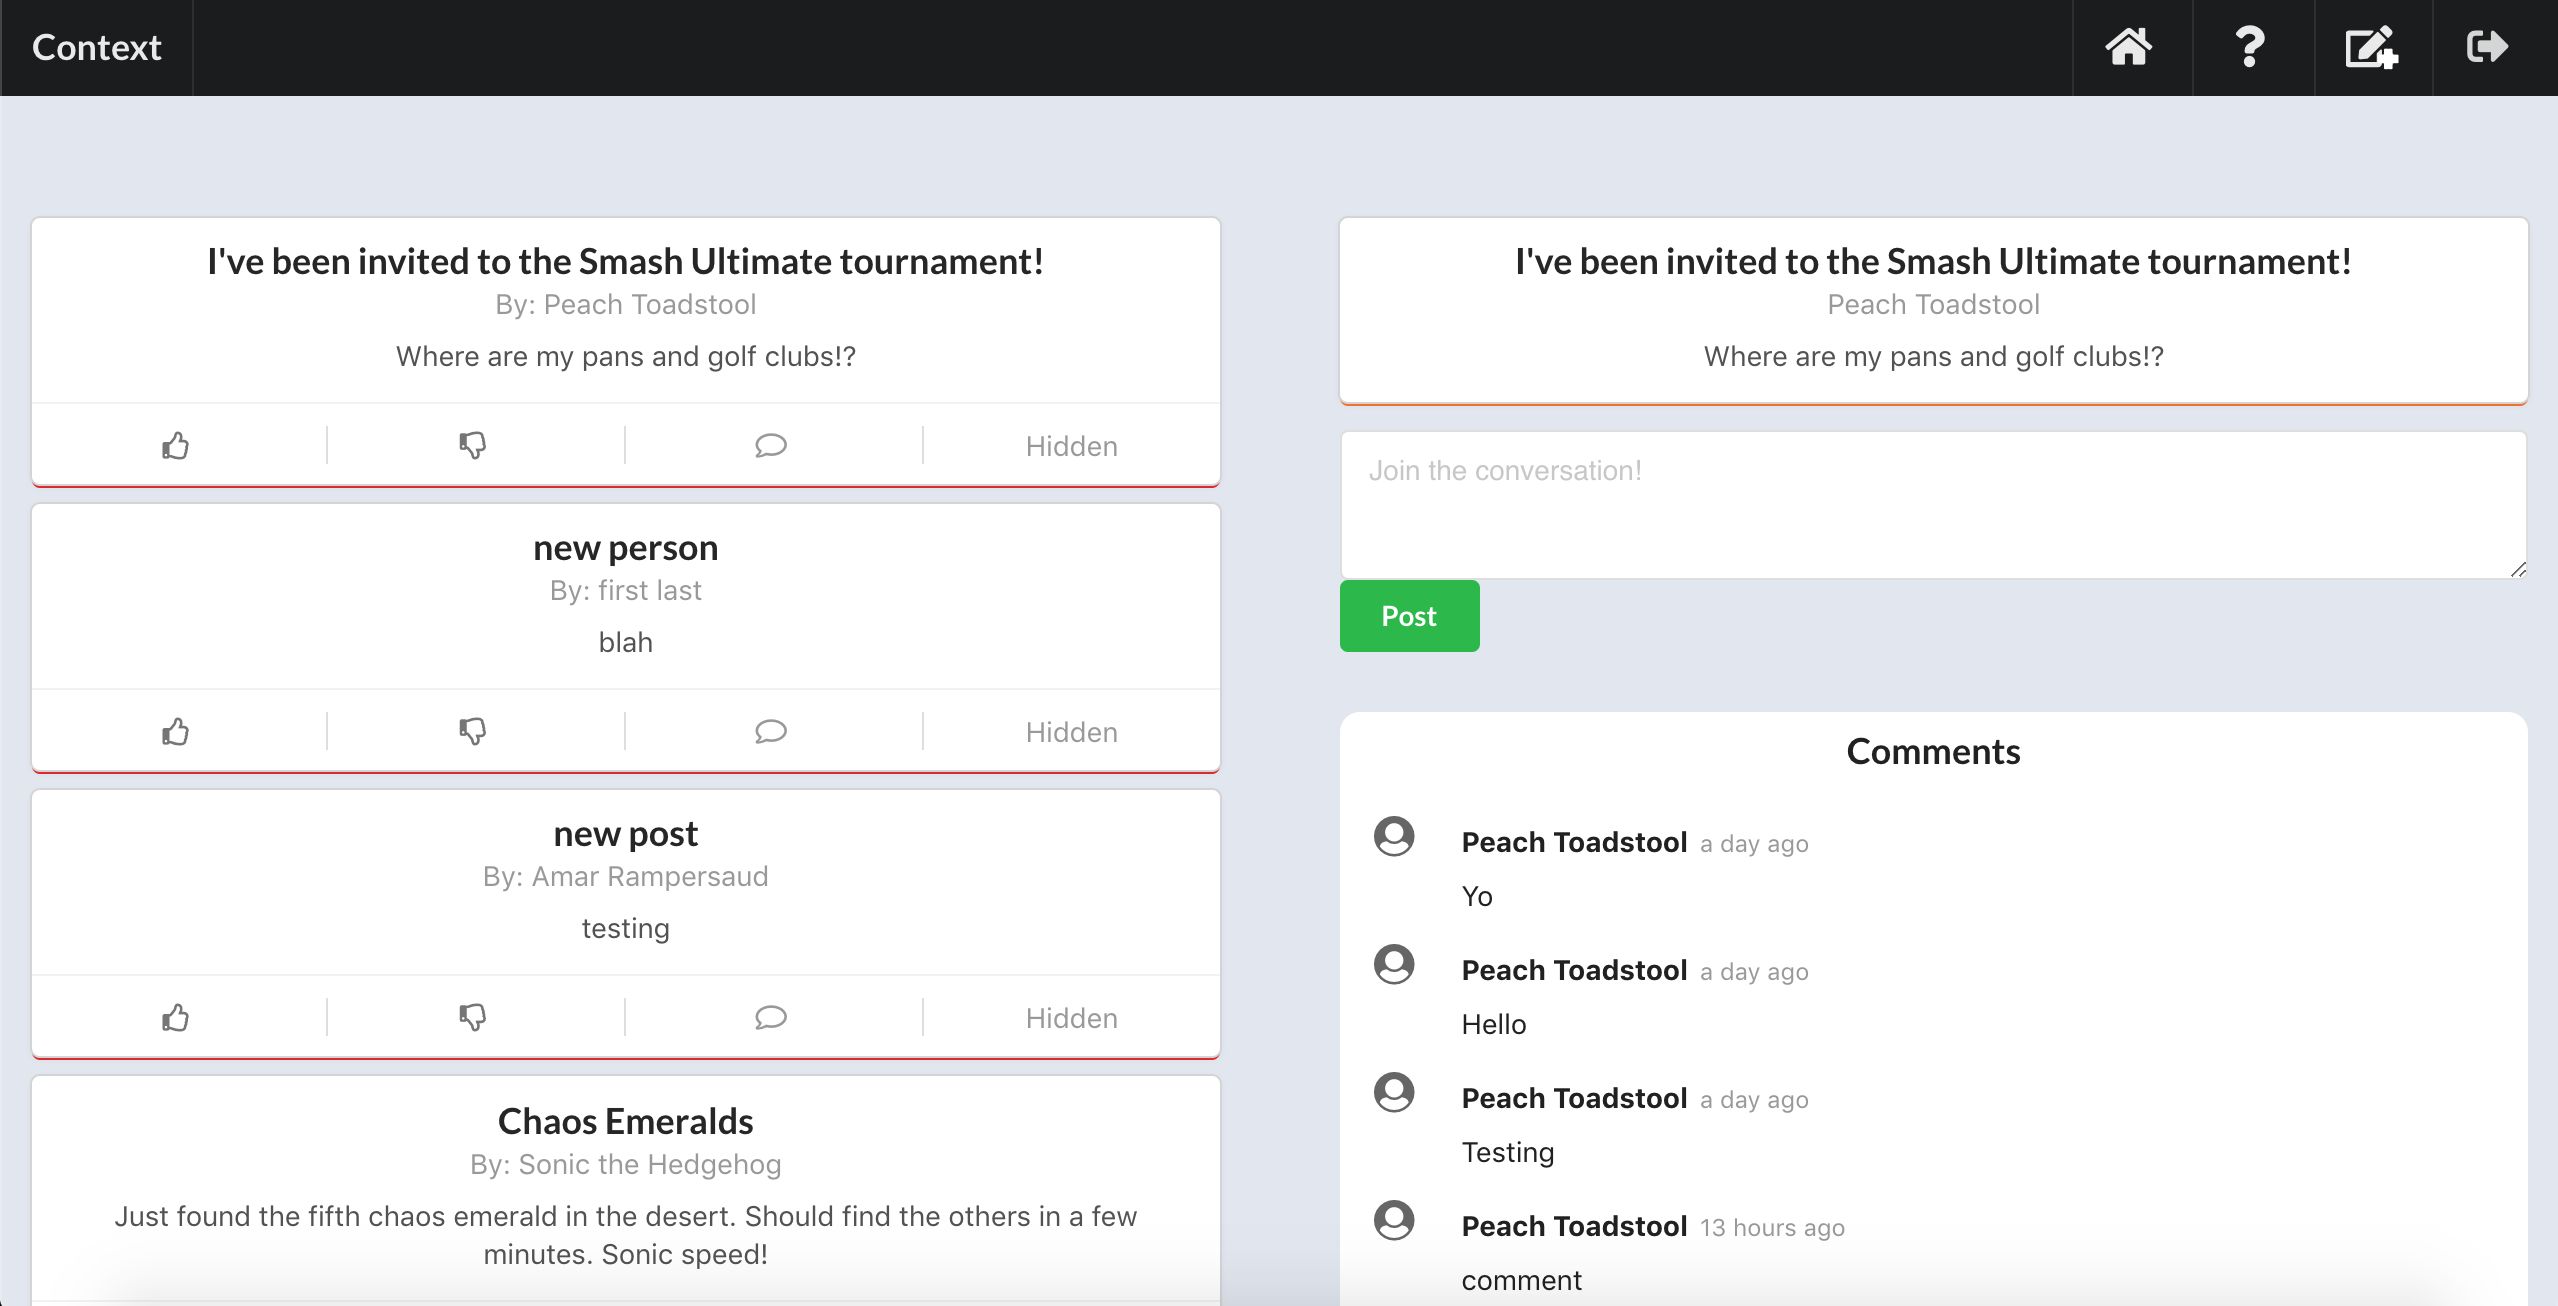 Context
I've been invited to the Smash Ultimate tournament!
By: Peach Toadstool
Where are my pans and golf clubs!?
Hidden
new person
By: first last
blah
Hidden
new post
By: Amar Rampersaud
testing
Hidden
Chaos Emeralds
By: Sonic the Hedgehog
Just found the fifth chaos emerald in the desert. Should find the others in a few
minutes. Sonic speed!
I've been invited to the Smash Ultimate tournament!
Peach Toadstool
Where are my pans and golf clubs!?
Join the conversation!
Post
Comments
Peach Toadstool a day ago
Yo
Peach Toadstool a day ago
Hello
Peach Toadstool a day ago
Testing
Peach Toadstool 13 hours ago
comment